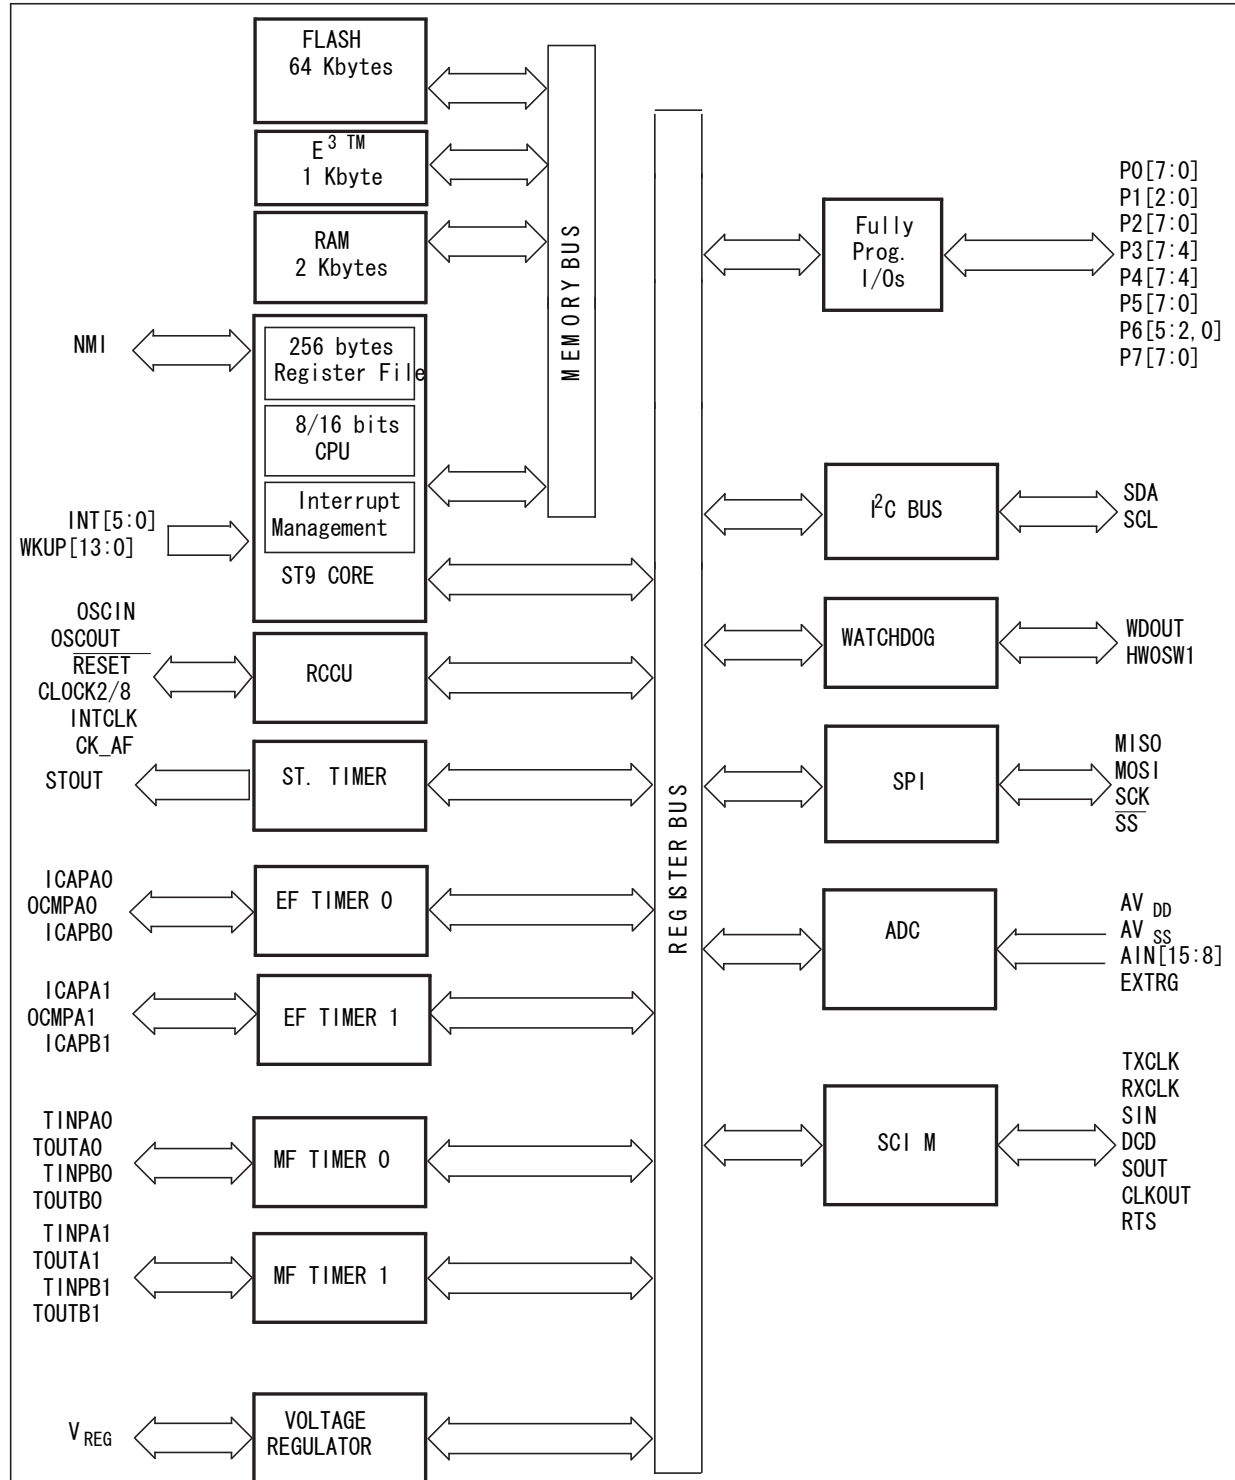 FLASH
64 Kbytes
E³ ™
1 Kbyte
RAM
2 Kbytes
MEMORY BUS
NMI
256 bytes
Register File
8/16 bits
CPU
Interrupt
Management
ST9 CORE
INT[5:0]
WKUP[13:0]
OSCIN
OSCOUT
RESET
CLOCK2/8
INTCLK
CK_AF
RCCU
STOUT
ST. TIMER
ICAPA0
OCMPA0
ICAPB0
EF TIMER 0
ICAPA1
OCMPA1
ICAPB1
EF TIMER 1
TINPA0
TOUTA0
TINPB0
TOUTB0
MF TIMER 0
TINPA1
TOUTA1
TINPB1
TOUTB1
MF TIMER 1
V REG
VOLTAGE
REGULATOR
REGISTER BUS
Fully
Prog.
I/Os
P0[7:0]
P1[2:0]
P2[7:0]
P3[7:4]
P4[7:4]
P5[7:0]
P6[5:2,0]
P7[7:0]
I²C BUS
SDA
SCL
WATCHDOG
WDOUT
HW0SW1
SPI
MISO
MOSI
SCK
SS
ADC
AV DD
AV SS
AIN[15:8]
EXTRG
SCI M
TXCLK
RXCLK
SIN
DCD
SOUT
CLKOUT
RTS